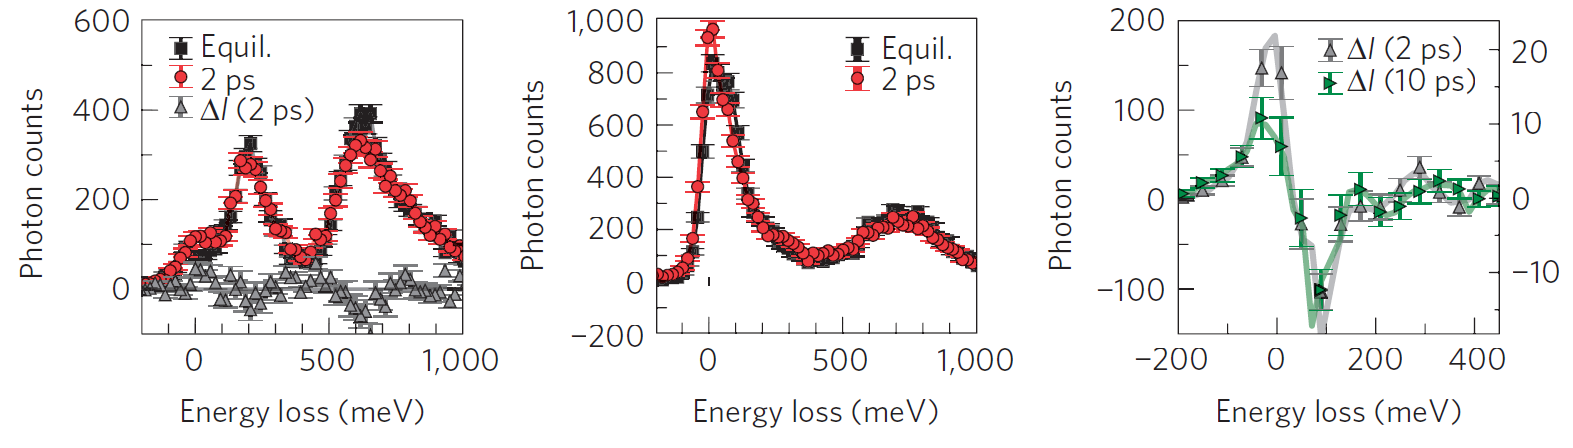 600
400
200
0
Equil.
2 ps
ΔI (2 ps)
0
500
1,000
Photon counts
Energy loss (meV)
1,000
800
600
400
200
0
−200
Equil.
2 ps
0
500
1,000
Photon counts
Energy loss (meV)
200
100
0
−100
ΔI (2 ps)
ΔI (10 ps)
20
10
0
−10
−200
0
200
400
Photon counts
Energy loss (meV)